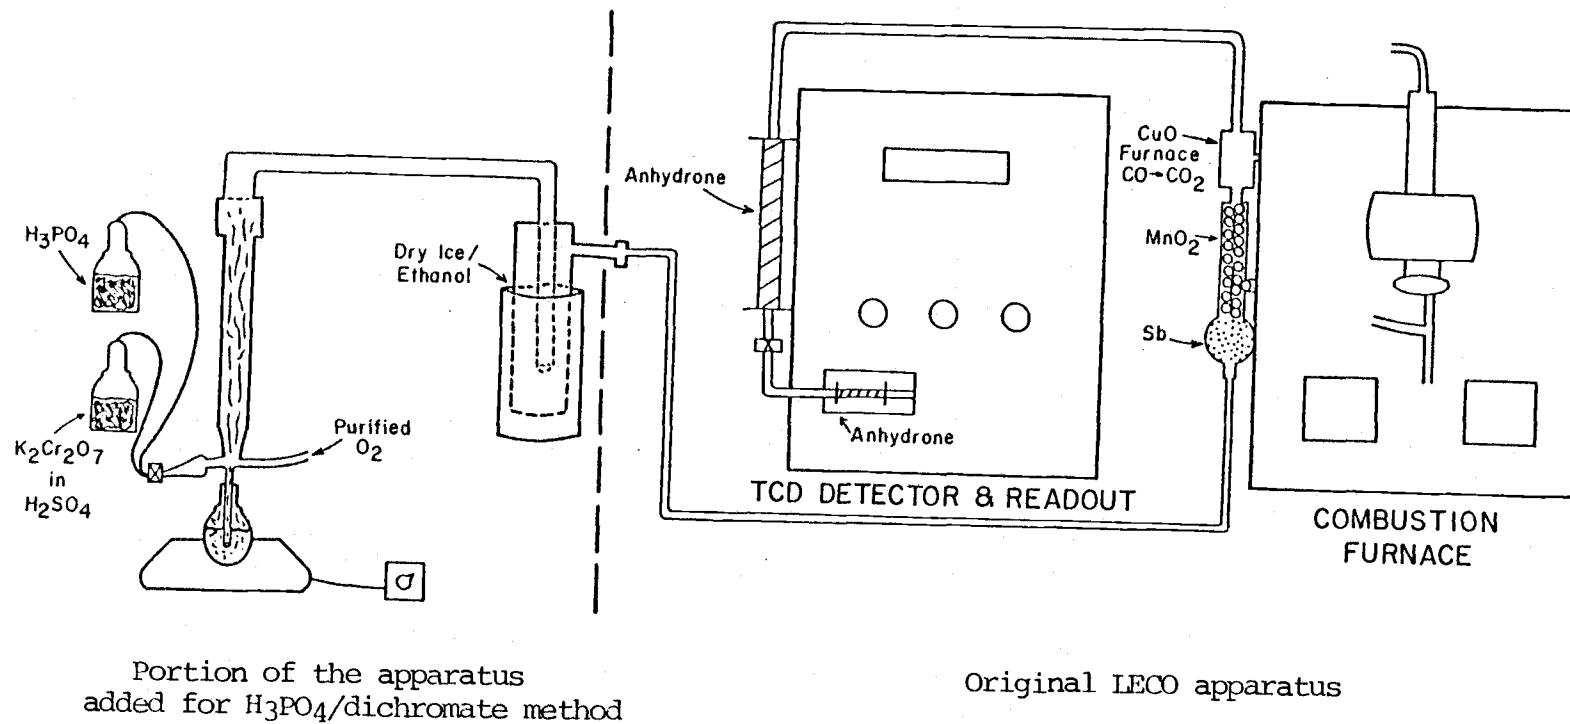 H3PO4
K2Cr2O7
in
H2SO4
Purified
O2
Dry Ice/
Ethanol
Anhydrone
Anhydrone
CuO
Furnace
CO→CO2
MnO2
Sb
TCD DETECTOR & READOUT
COMBUSTION
FURNACE
Portion of the apparatus
added for H3PO4/dichromate method
Original LECO apparatus